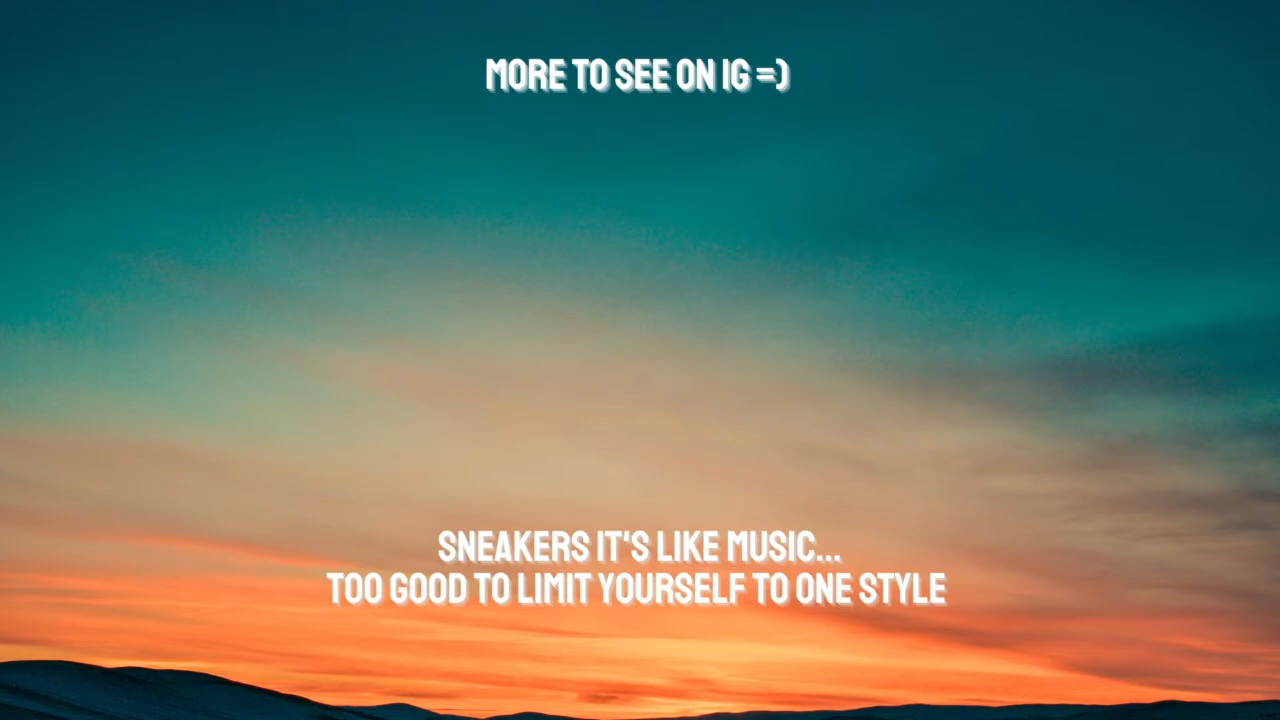 MORE TO SEE ON IG =)
SNEAKERS IT'S LIKE MUSIC...
TOO GOOD TO LIMIT YOURSELF TO ONE STYLE